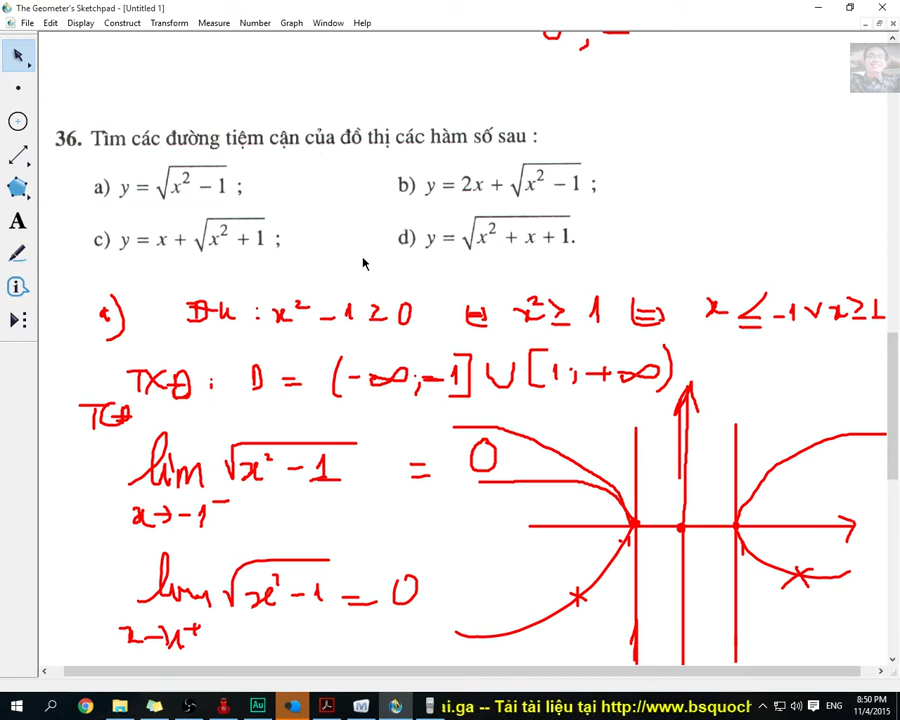 The Geometer's Sketchpad - [Untitled 1]
File Edit Display Construct Transform Measure Number Graph Window Help
36. Tìm các đường tiệm cận của đồ thị các hàm số sau :
a) y = √(x² − 1) ; b) y = 2x + √(x² − 1) ;
c) y = x + √(x² + 1) ; d) y = √(x² + x + 1).
a) Đk : x² − 1 ≥ 0 ⇔ x² ≥ 1 ⇔ x ≤ −1 ∨ x ≥ 1
TXĐ : D = (−∞; −1] ∪ [1; +∞)
TCĐ
lim √(x² − 1) = 0
x → −1⁻
lim √(x² − 1) = 0
x → 1⁺
A
ai.ga -- Tải tài liệu tại http://www.bsquoch
8:50 PM
11/4/2015